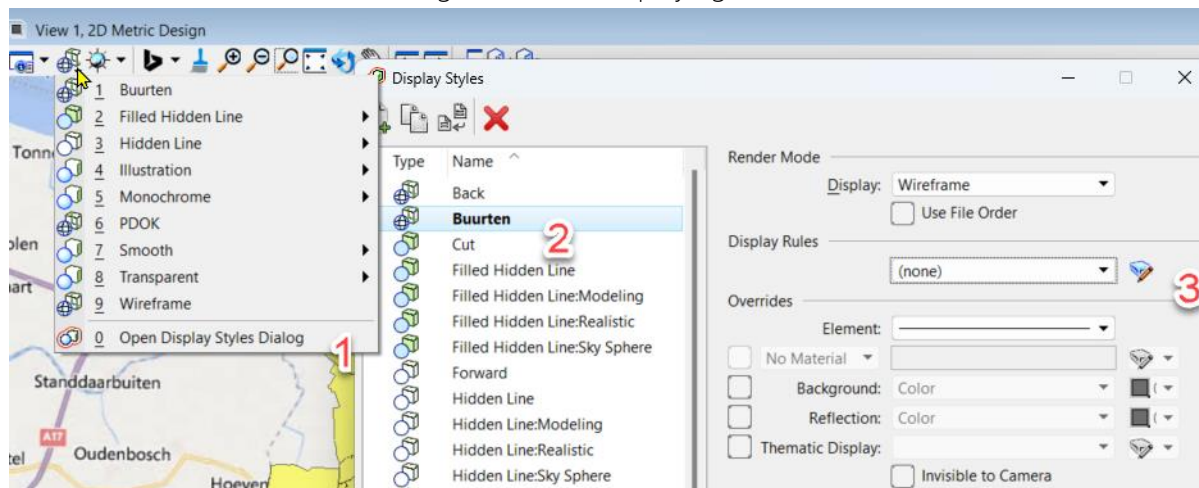 View 1, 2D Metric Design
1 Buurten
2 Filled Hidden Line
3 Hidden Line
4 Illustration
5 Monochrome
6 PDOK
7 Smooth
8 Transparent
9 Wireframe
0 Open Display Styles Dialog
1
Tonn
olen
art
Standdaarbuiten
A17
tel
Oudenbosch
Hoeven
Display Styles
Type Name
Back
Buurten
2
Cut
Filled Hidden Line
Filled Hidden Line:Modeling
Filled Hidden Line:Realistic
Filled Hidden Line:Sky Sphere
Forward
Hidden Line
Hidden Line:Modeling
Hidden Line:Realistic
Hidden Line:Sky Sphere
Render Mode
Display: Wireframe
Use File Order
Display Rules
(none)
3
Overrides
Element:
No Material
Background: Color
Reflection: Color
Thematic Display:
Invisible to Camera